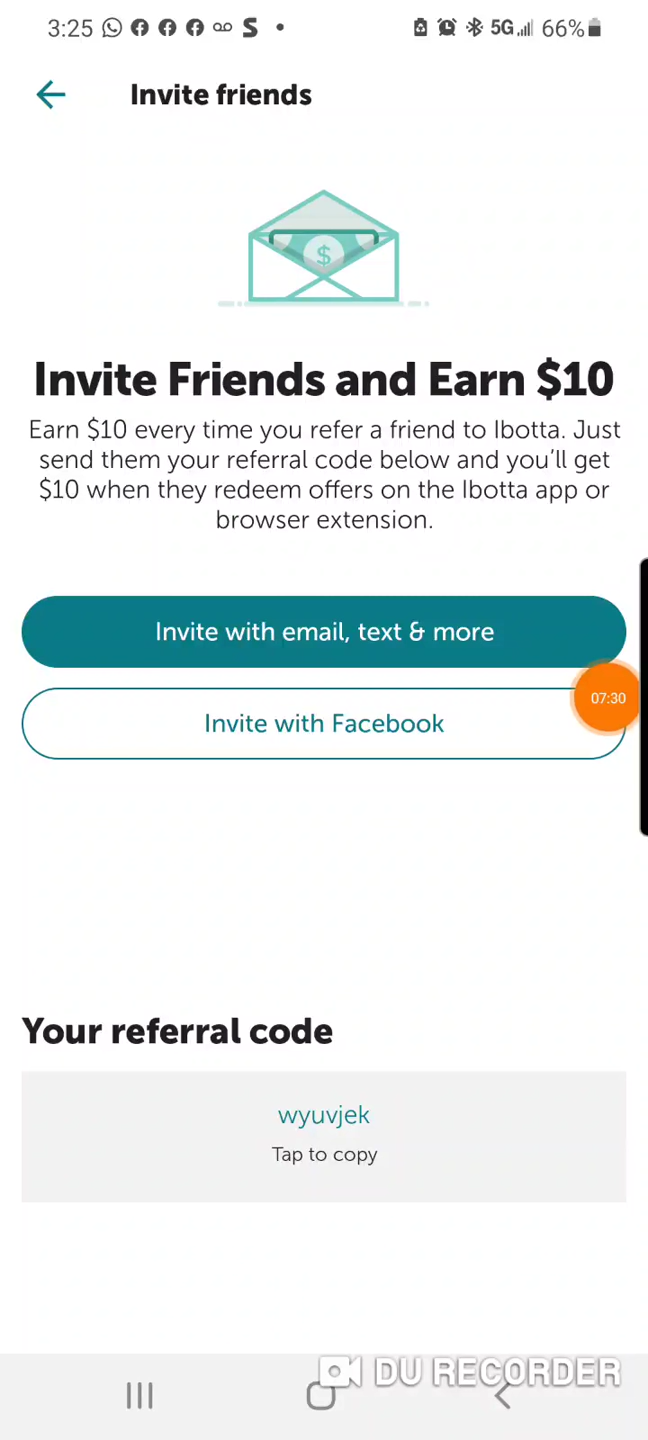 3:25 5G 66%
Invite friends
$
Invite Friends and Earn $10
Earn $10 every time you refer a friend to Ibotta. Just
send them your referral code below and you'll get
$10 when they redeem offers on the Ibotta app or
browser extension.
Invite with email, text & more
07:30
Invite with Facebook
Your referral code
wyuvjek
Tap to copy
DU RECORDER